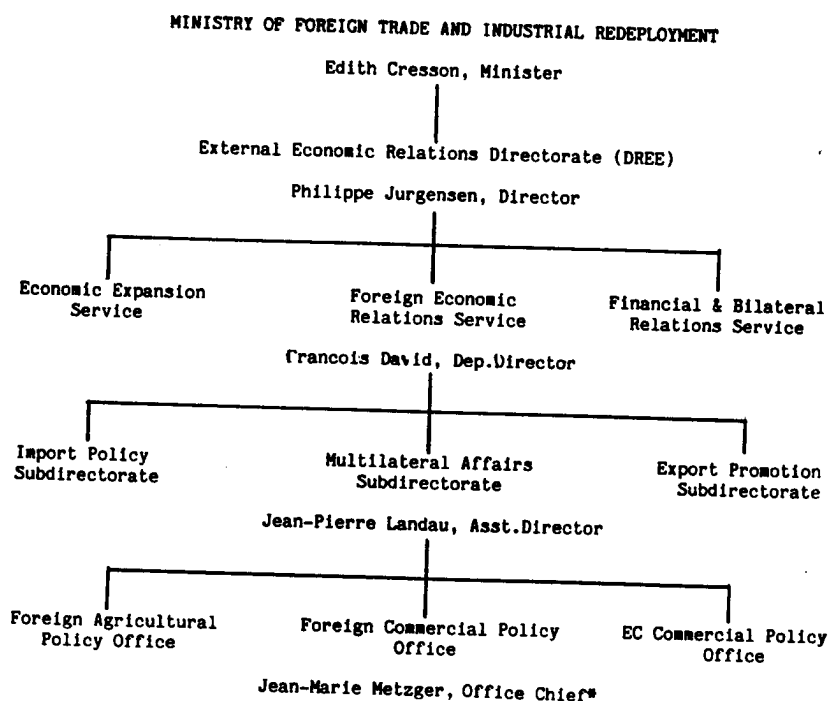 MINISTRY OF FOREIGN TRADE AND INDUSTRIAL REDEPLOYMENT
Edith Cresson, Minister
External Economic Relations Directorate (DREE)
Philippe Jurgensen, Director
Economic Expansion
Service
Foreign Economic
Relations Service
Financial & Bilateral
Relations Service
Francois David, Dep.Director
Import Policy
Subdirectorate
Multilateral Affairs
Subdirectorate
Export Promotion
Subdirectorate
Jean-Pierre Landau, Asst.Director
Foreign Agricultural
Policy Office
Foreign Commercial Policy
Office
EC Commercial Policy
Office
Jean-Marie Metzger, Office Chief*